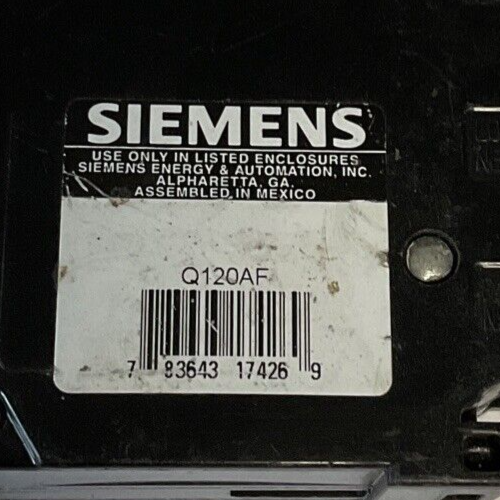 SIEMENS
USE ONLY IN LISTED ENCLOSURES
SIEMENS ENERGY & AUTOMATION, INC.
ALPHARETTA, GA.
ASSEMBLED IN MEXICO
Q120AF
7 83643 17426 9